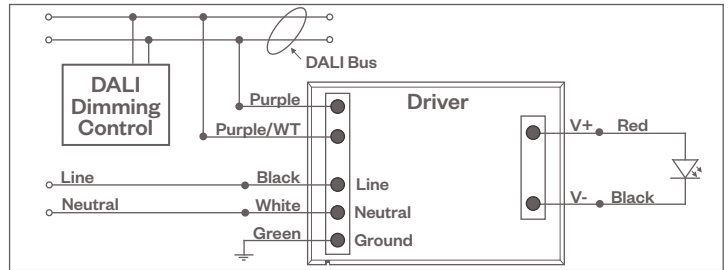 DALI Bus
DALI
Dimming
Control
Purple
Driver
Purple/WT
V+ Red
Line Black Line
Neutral White Neutral
V- Black
Green Ground